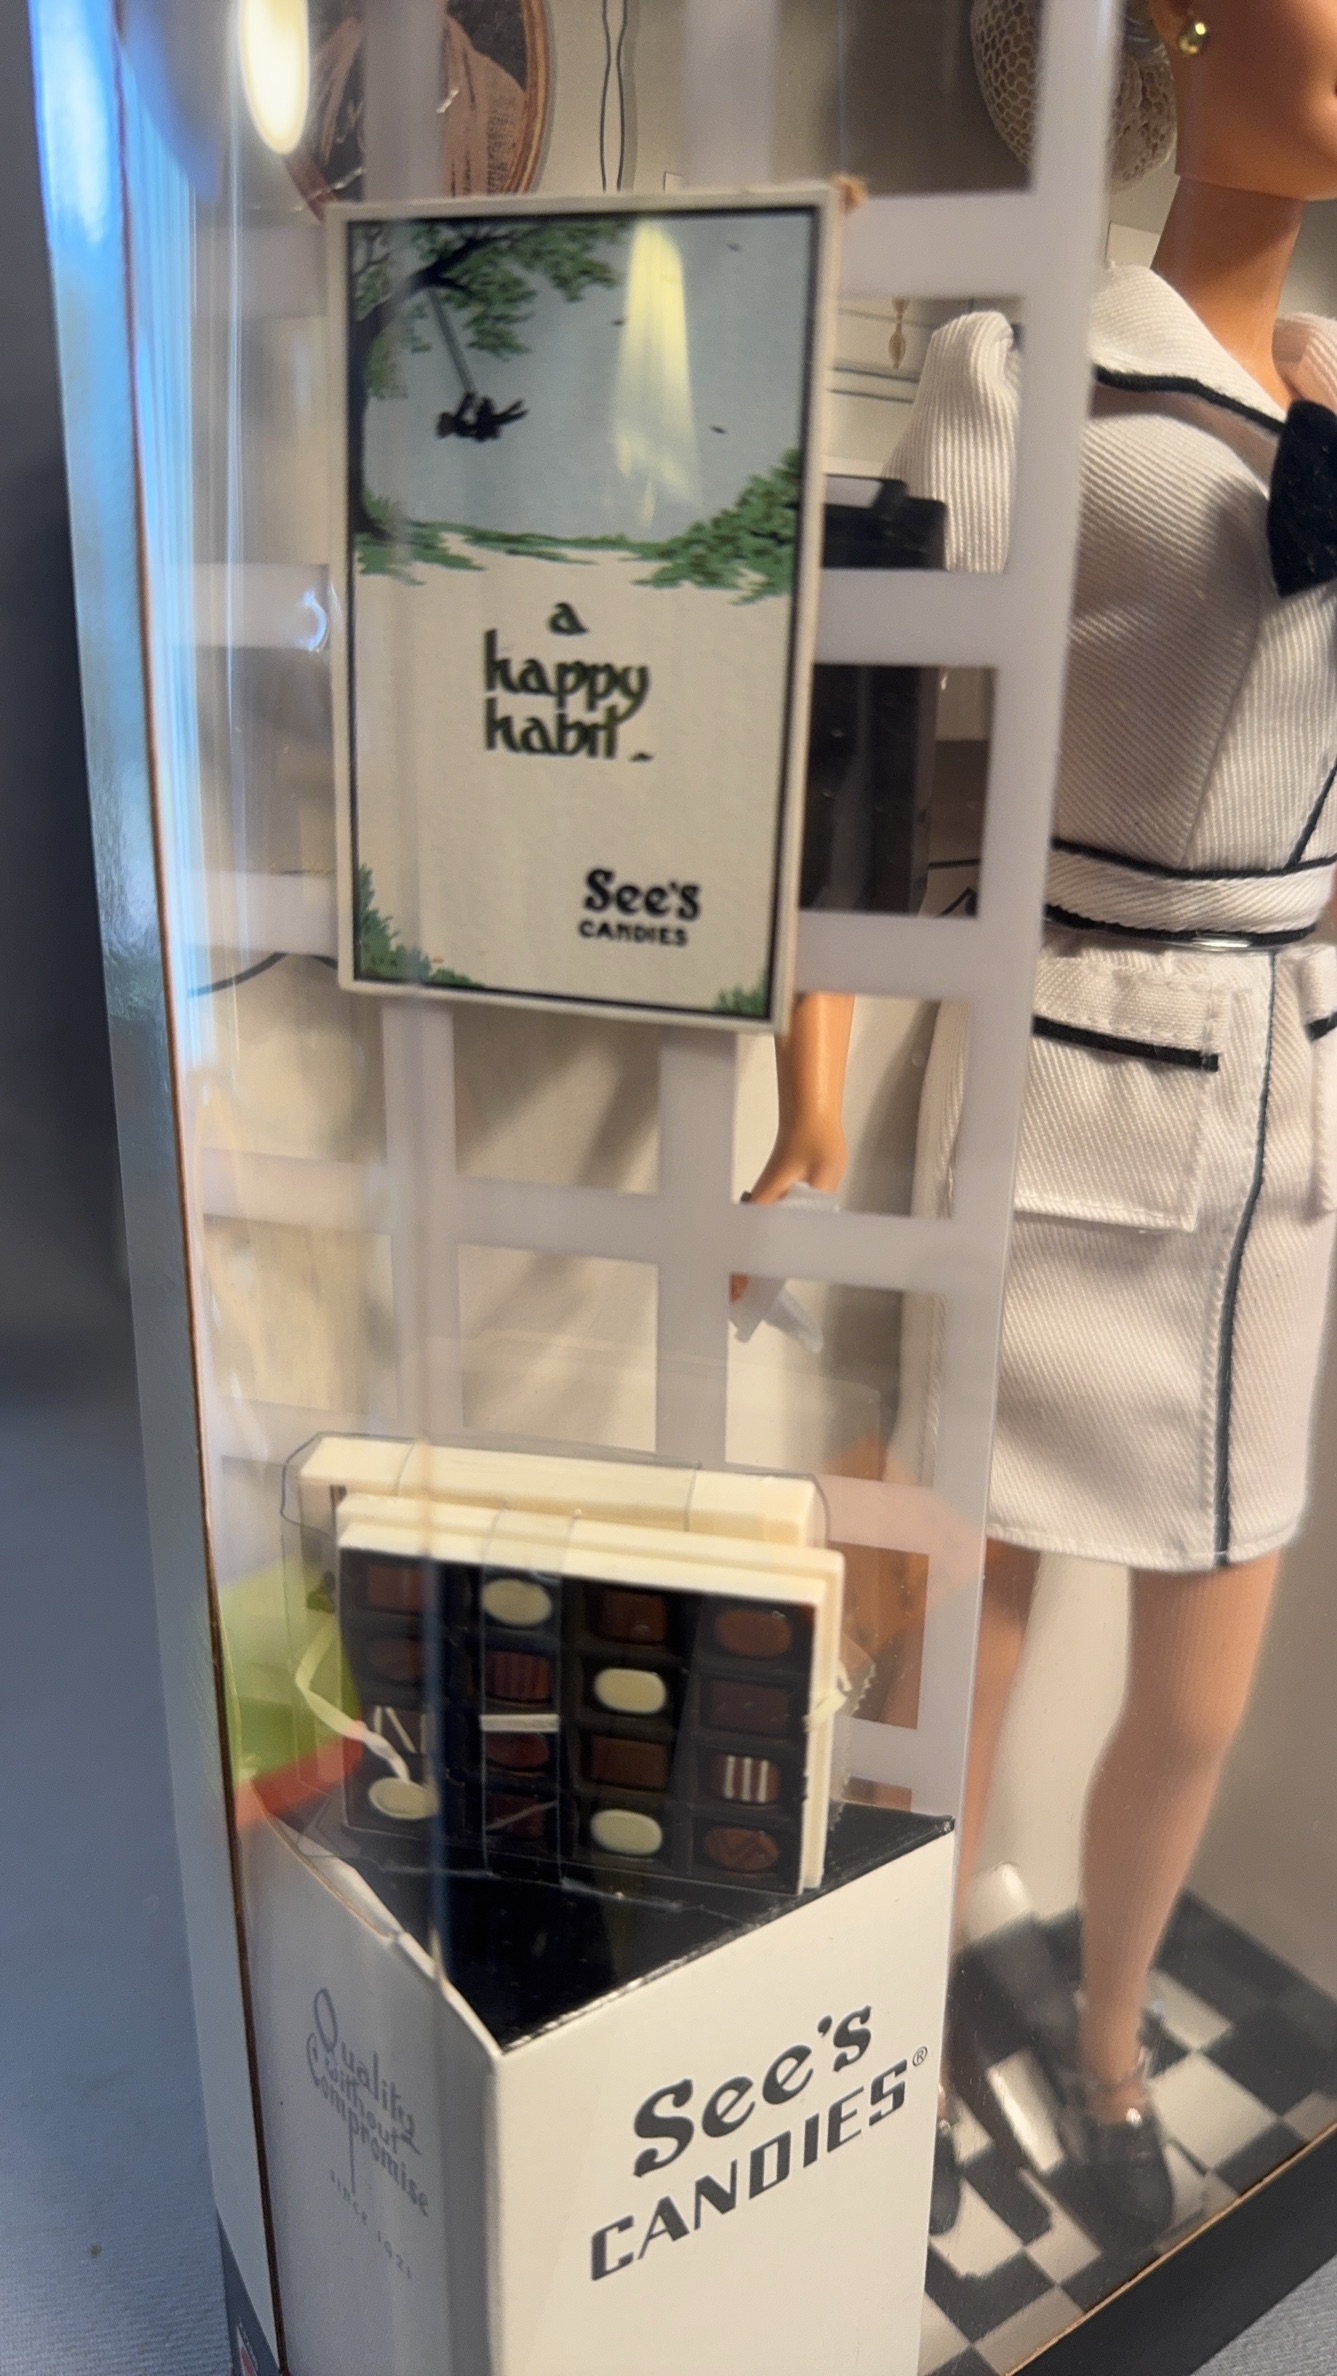 a
happy
habit.
See's
CANDIES
Quality
without
Compromise
SINCE 1921
See's
CANDIES®